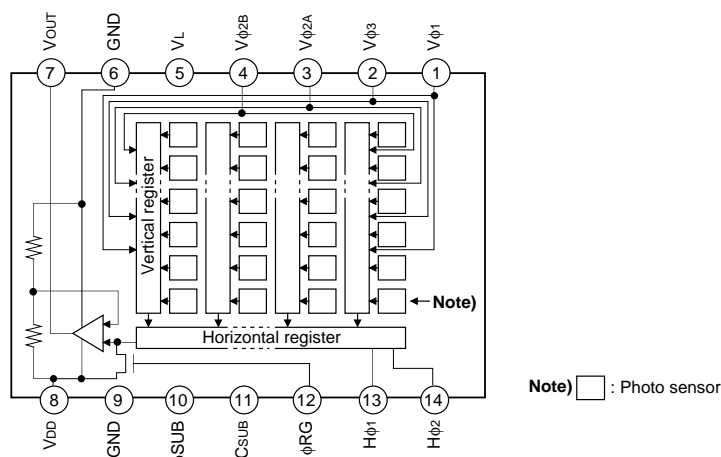 VOUT
GND
VL
Vφ2B
Vφ2A
Vφ3
Vφ1
7
6
5
4
3
2
1
Vertical register
Note)
Horizontal register
Note) : Photo sensor
8
9
10
11
12
13
14
VDD
GND
φSUB
CSUB
φRG
Hφ1
Hφ2